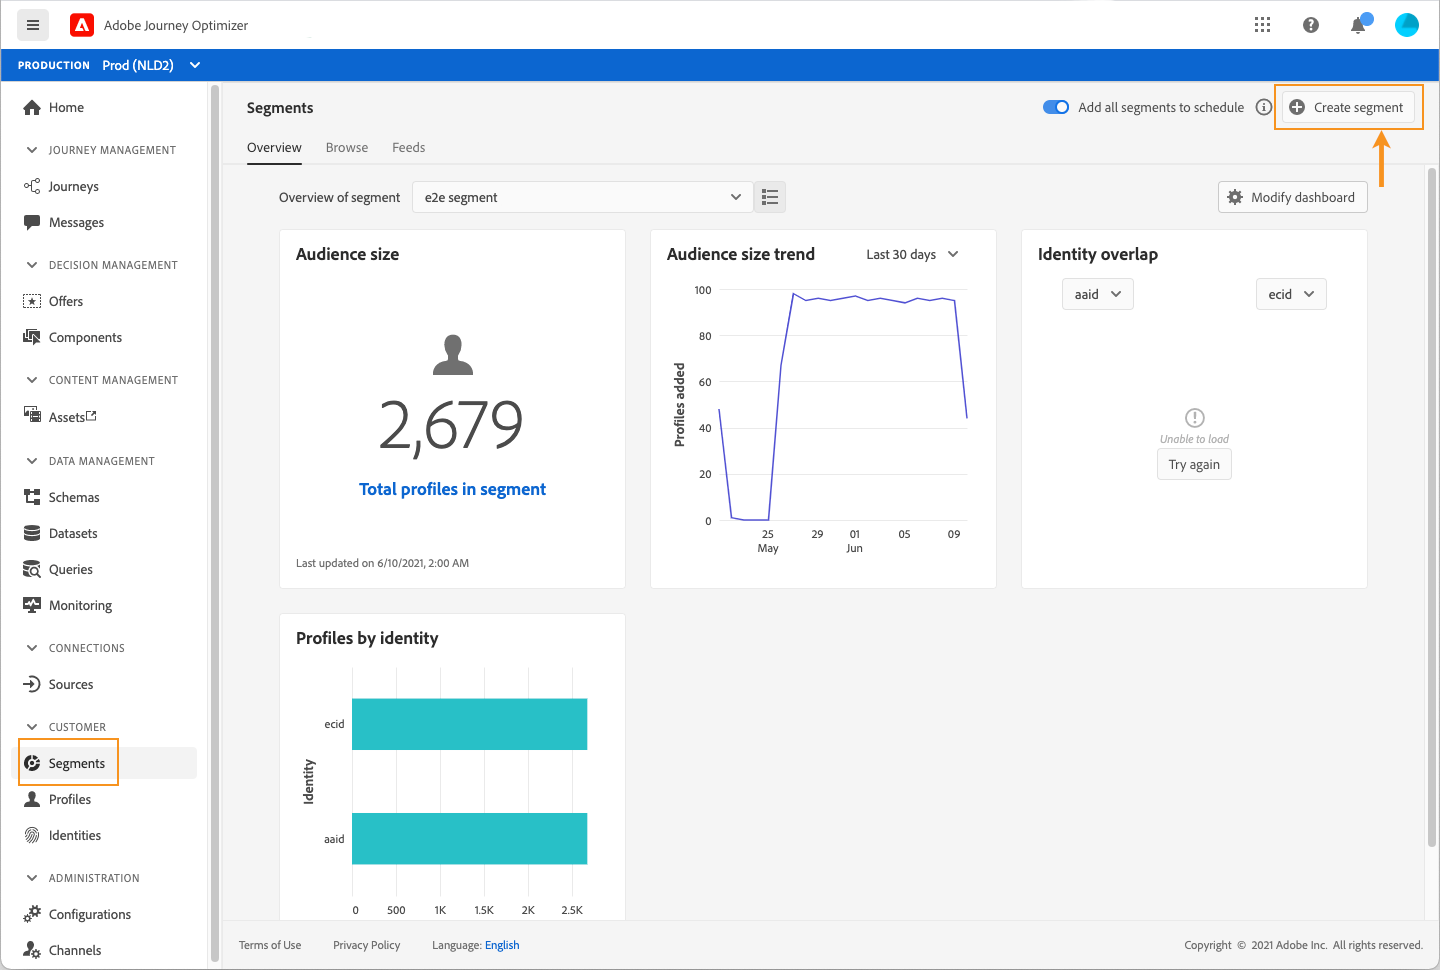 Adobe Journey Optimizer
PRODUCTION Prod (NLD2)
Home
JOURNEY MANAGEMENT
Journeys
Messages
DECISION MANAGEMENT
Offers
Components
CONTENT MANAGEMENT
Assets
DATA MANAGEMENT
Schemas
Datasets
Queries
Monitoring
CONNECTIONS
Sources
CUSTOMER
Segments
Profiles
Identities
ADMINISTRATION
Configurations
Channels
Segments
Add all segments to schedule
Create segment
Overview Browse Feeds
Overview of segment e2e segment
Modify dashboard
Audience size
2,679
Total profiles in segment
Last updated on 6/10/2021, 2:00 AM
Audience size trend Last 30 days
Profiles added
100
80
60
40
20
0
25 29 01 05 09
May Jun
Identity overlap
aaid ecid
Unable to load
Try again
Profiles by identity
Identity
ecid
aaid
0 500 1K 1.5K 2K 2.5K
Terms of Use Privacy Policy Language: English
Copyright © 2021 Adobe Inc. All rights reserved.